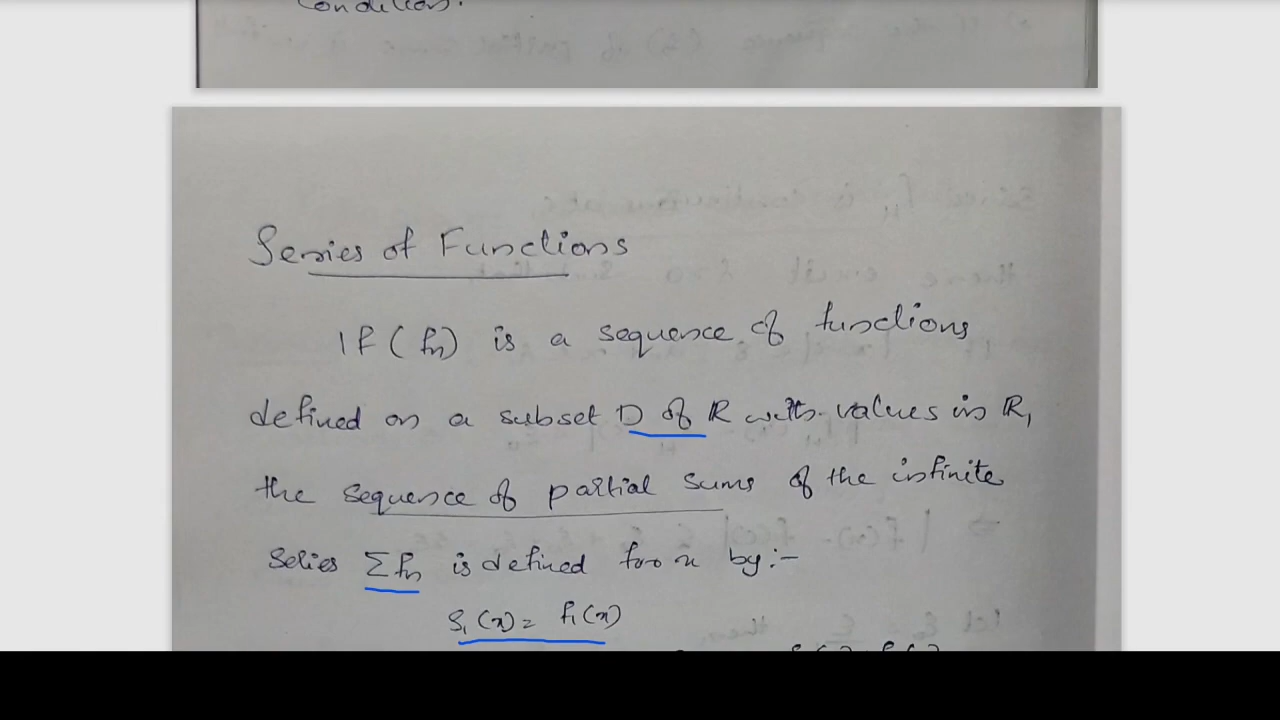 Condition.
Series of Functions
If (fn) is a sequence of functions
defined on a subset D of ℝ with values in ℝ,
the sequence of partial sums of the infinite
series Σfn is defined for x by:-
S₁(x) = f₁(x)